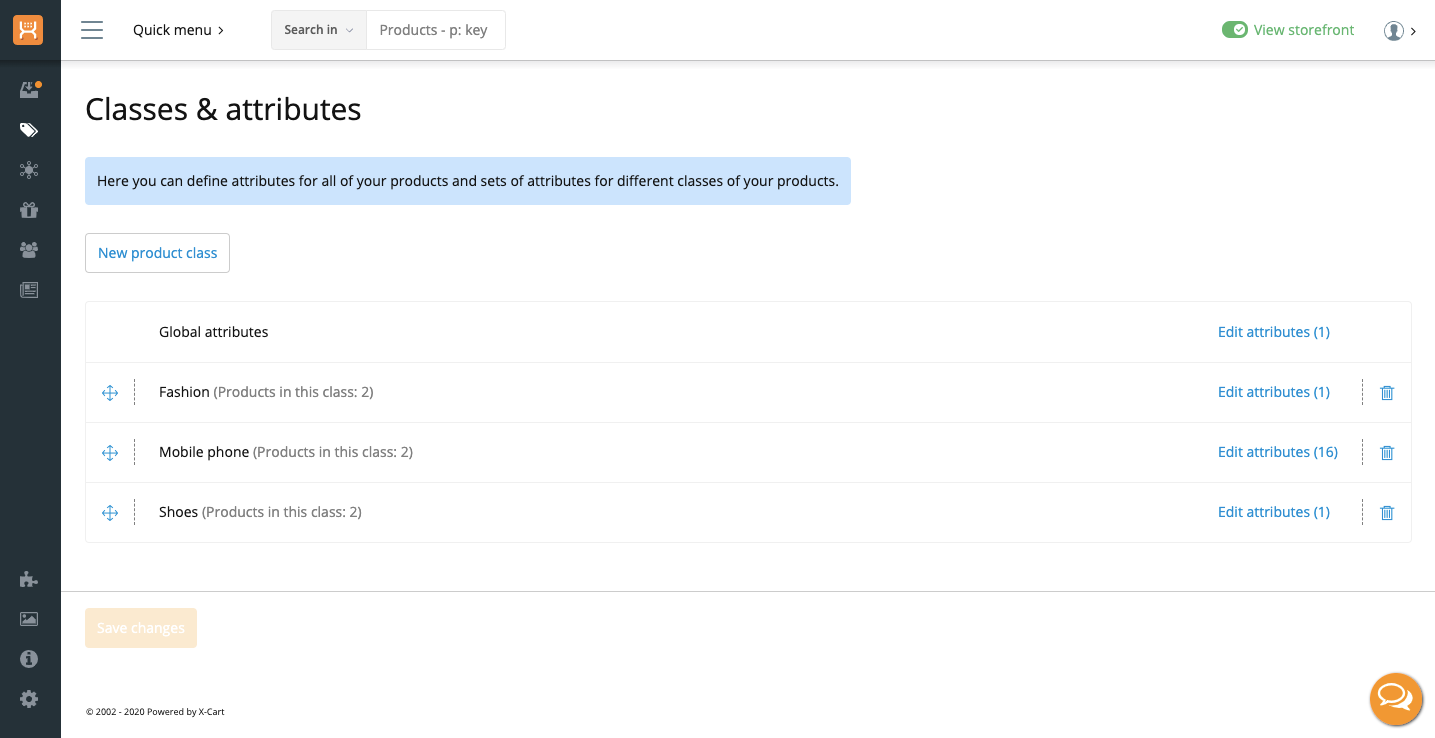 Quick menu
Search in
Products - p: key
View storefront
Classes & attributes
Here you can define attributes for all of your products and sets of attributes for different classes of your products.
New product class
Global attributes Edit attributes (1)
Fashion (Products in this class: 2) Edit attributes (1)
Mobile phone (Products in this class: 2) Edit attributes (16)
Shoes (Products in this class: 2) Edit attributes (1)
Save changes
© 2002 - 2020 Powered by X-Cart